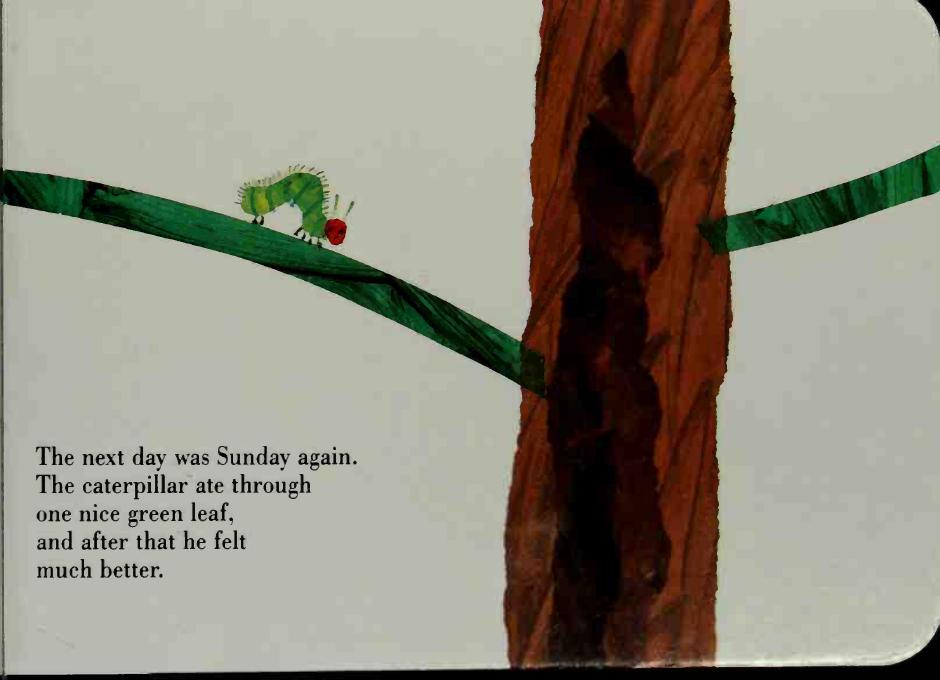 The next day was Sunday again.
The caterpillar ate through
one nice green leaf,
and after that he felt
much better.